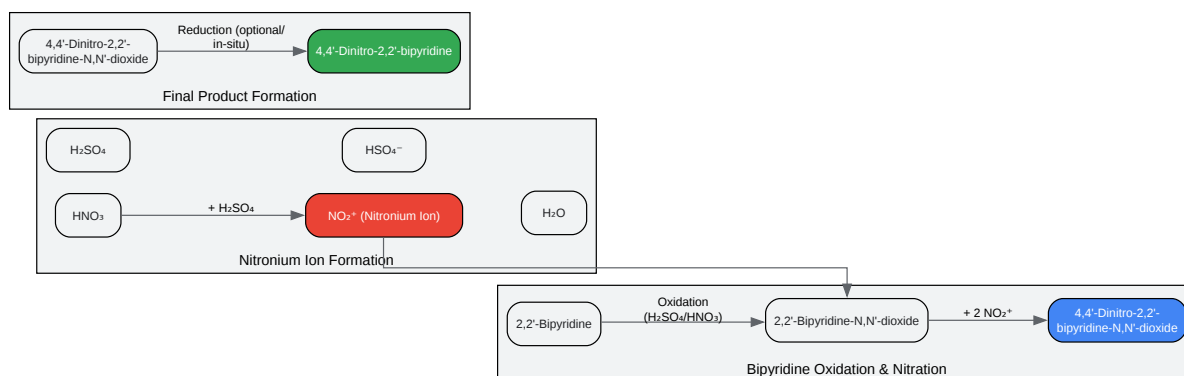 4,4'-Dinitro-2,2'-
bipyridine-N,N'-dioxide
Reduction (optional/
in-situ)
4,4'-Dinitro-2,2'-bipyridine
Final Product Formation
H₂SO₄
HSO₄⁻
HNO₃
+ H₂SO₄
NO₂⁺ (Nitronium Ion)
H₂O
Nitronium Ion Formation
2,2'-Bipyridine
Oxidation
(H₂SO₄/HNO₃)
2,2'-Bipyridine-N,N'-dioxide
+ 2 NO₂⁺
4,4'-Dinitro-2,2'-
bipyridine-N,N'-dioxide
Bipyridine Oxidation & Nitration